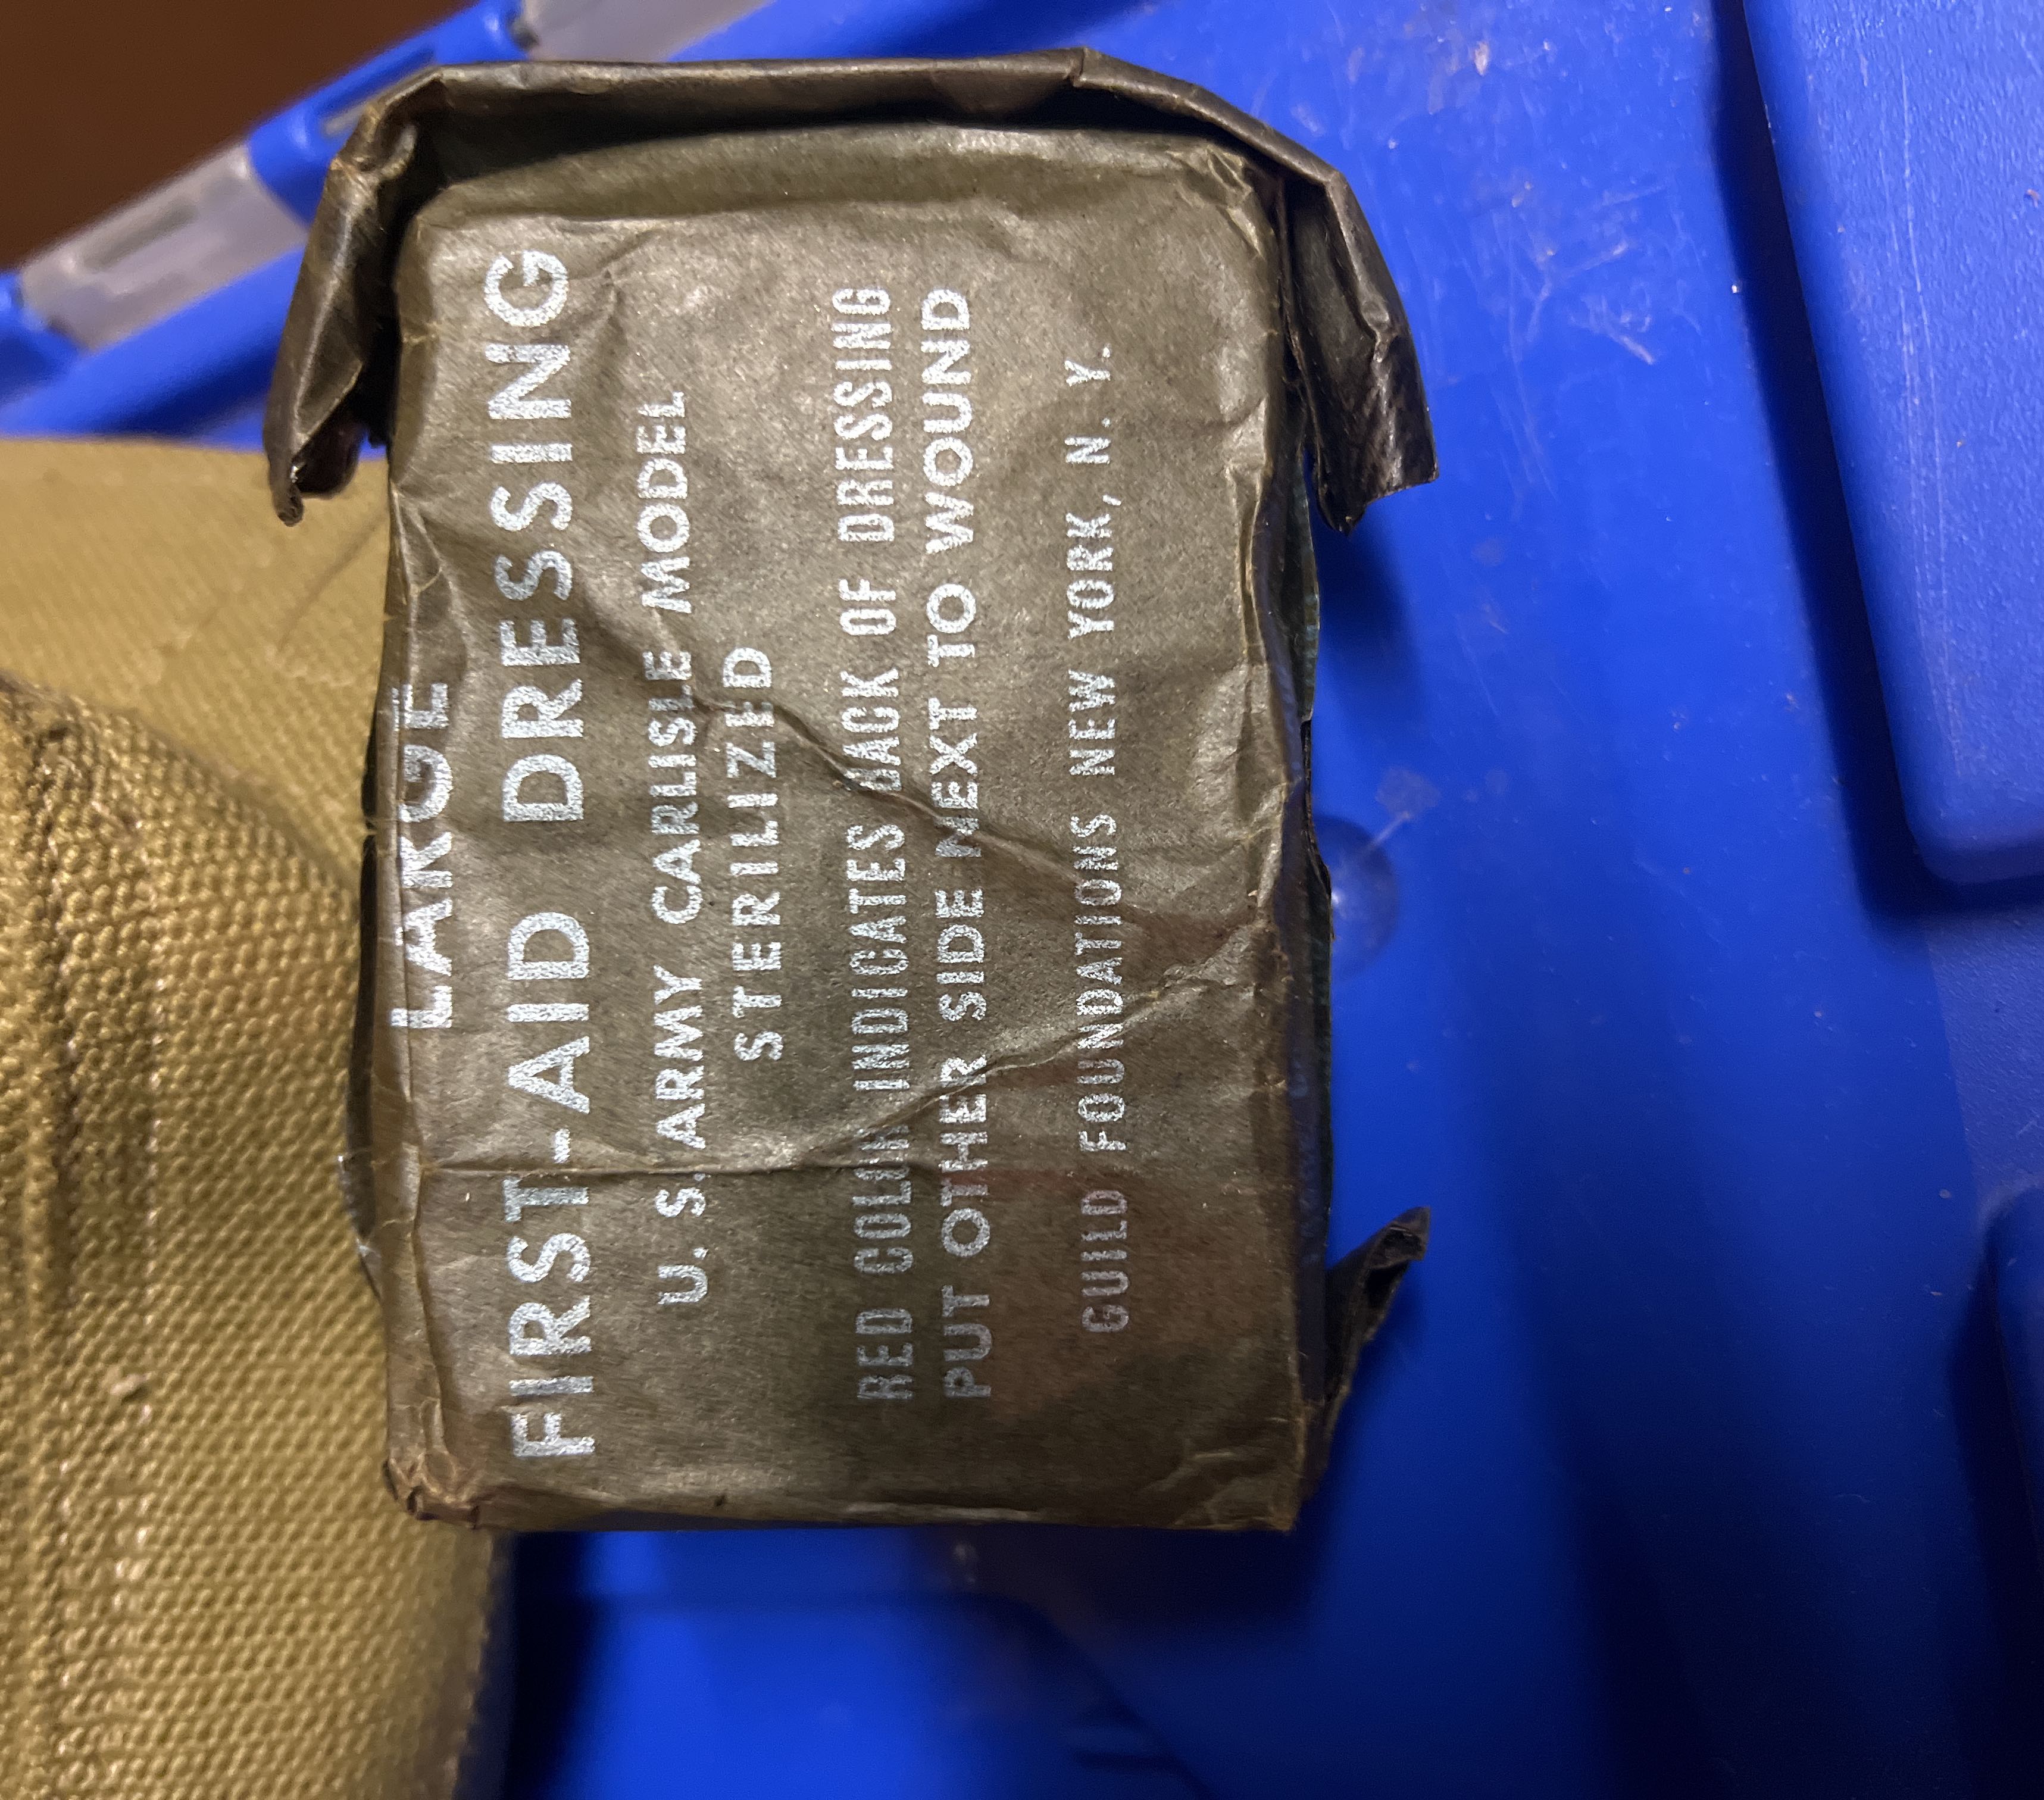 LARGE
FIRST-AID DRESSING
U. S. ARMY CARLISLE MODEL
STERILIZED
RED COLOR INDICATES BACK OF DRESSING
PUT OTHER SIDE NEXT TO WOUND
GUILD FOUNDATIONS NEW YORK, N. Y.